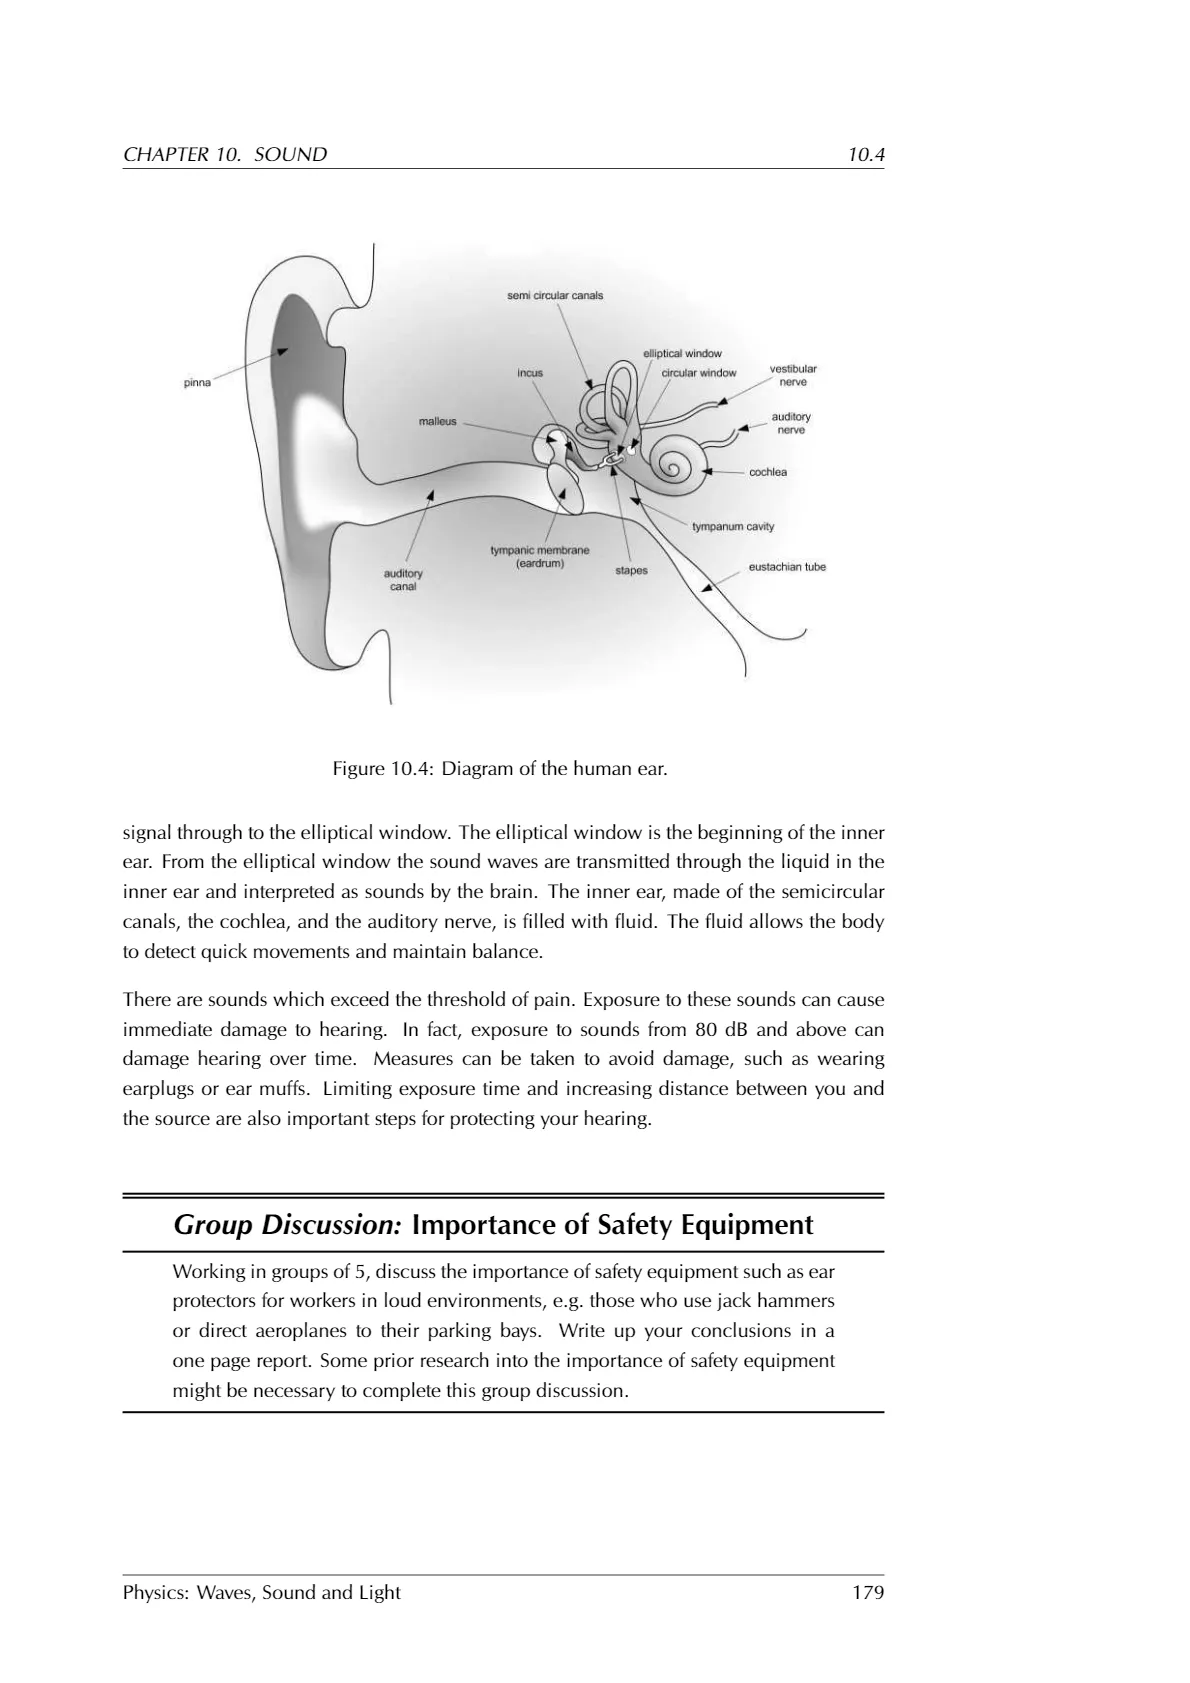 CHAPTER 10. SOUND 10.4
semi circular canals
elliptical window
incus
circular window
vestibular
nerve
pinna
malleus
auditory
nerve
cochlea
tympanum cavity
tympanic membrane
(eardrum)
stapes
eustachian tube
auditory
canal
Figure 10.4: Diagram of the human ear.
signal through to the elliptical window. The elliptical window is the beginning of the inner
ear. From the elliptical window the sound waves are transmitted through the liquid in the
inner ear and interpreted as sounds by the brain. The inner ear, made of the semicircular
canals, the cochlea, and the auditory nerve, is filled with fluid. The fluid allows the body
to detect quick movements and maintain balance.
There are sounds which exceed the threshold of pain. Exposure to these sounds can cause
immediate damage to hearing. In fact, exposure to sounds from 80 dB and above can
damage hearing over time. Measures can be taken to avoid damage, such as wearing
earplugs or ear muffs. Limiting exposure time and increasing distance between you and
the source are also important steps for protecting your hearing.
Group Discussion: Importance of Safety Equipment
Working in groups of 5, discuss the importance of safety equipment such as ear
protectors for workers in loud environments, e.g. those who use jack hammers
or direct aeroplanes to their parking bays. Write up your conclusions in a
one page report. Some prior research into the importance of safety equipment
might be necessary to complete this group discussion.
Physics: Waves, Sound and Light 179